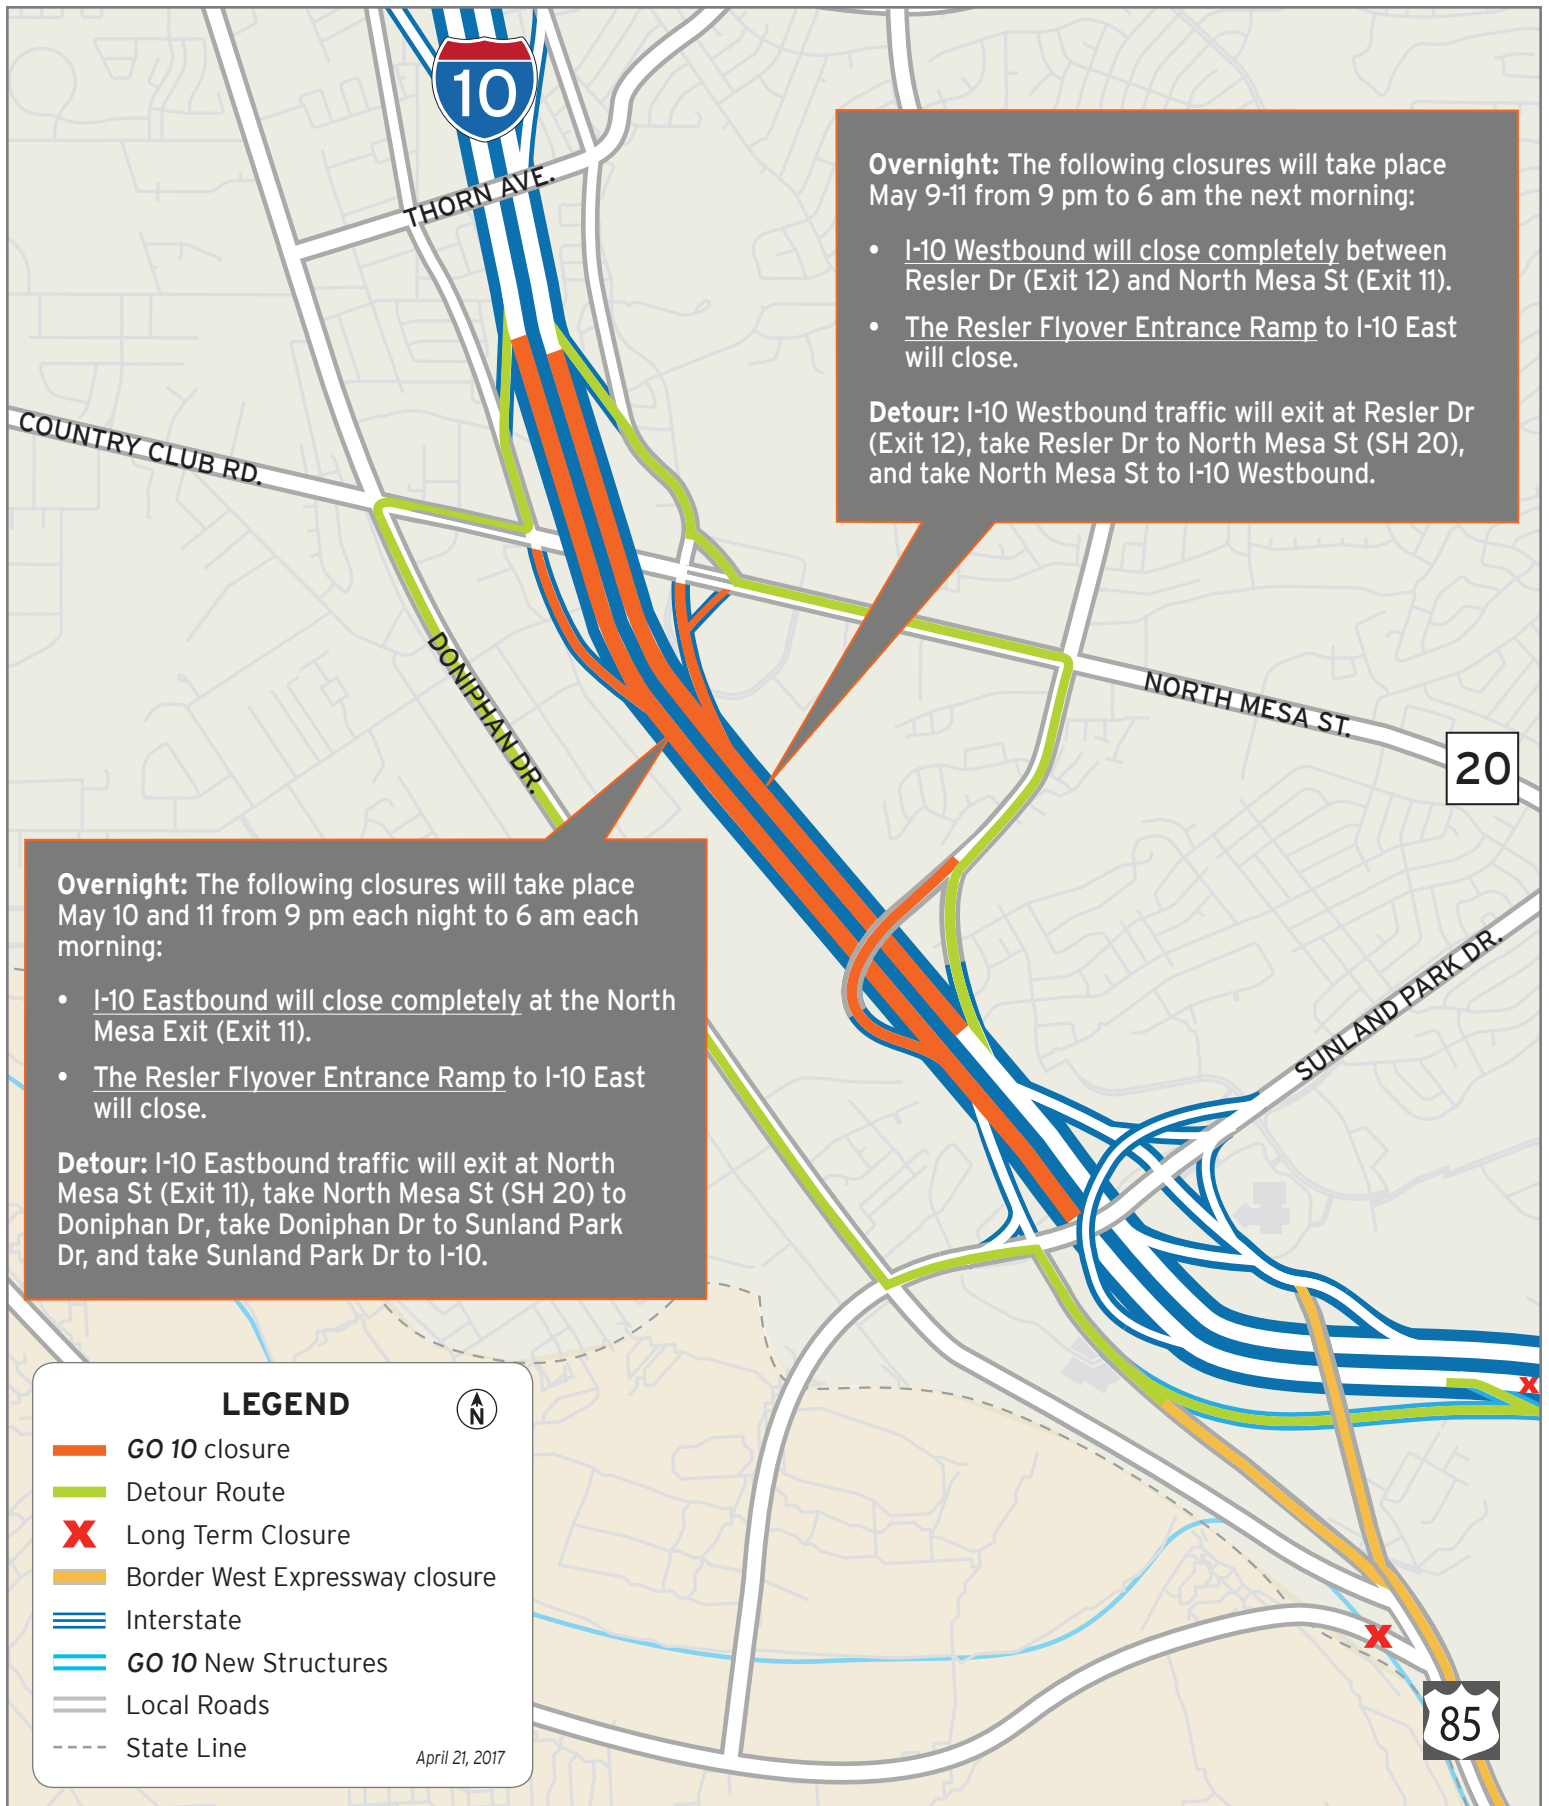 10
THORN AVE.
Overnight: The following closures will take place
May 9-11 from 9 pm to 6 am the next morning:
• I-10 Westbound will close completely between
Resler Dr (Exit 12) and North Mesa St (Exit 11).
• The Resler Flyover Entrance Ramp to I-10 East
will close.
Detour: I-10 Westbound traffic will exit at Resler Dr
(Exit 12), take Resler Dr to North Mesa St (SH 20),
and take North Mesa St to I-10 Westbound.
COUNTRY CLUB RD.
DONIPHAN DR.
NORTH MESA ST.
20
Overnight: The following closures will take place
May 10 and 11 from 9 pm each night to 6 am each
morning:
• I-10 Eastbound will close completely at the North
Mesa Exit (Exit 11).
• The Resler Flyover Entrance Ramp to I-10 East
will close.
Detour: I-10 Eastbound traffic will exit at North
Mesa St (Exit 11), take North Mesa St (SH 20) to
Doniphan Dr, take Doniphan Dr to Sunland Park
Dr, and take Sunland Park Dr to I-10.
SUNLAND PARK DR.
LEGEND
N
GO 10 closure
Detour Route
X Long Term Closure
Border West Expressway closure
Interstate
GO 10 New Structures
Local Roads
State Line
April 21, 2017
X
X
85